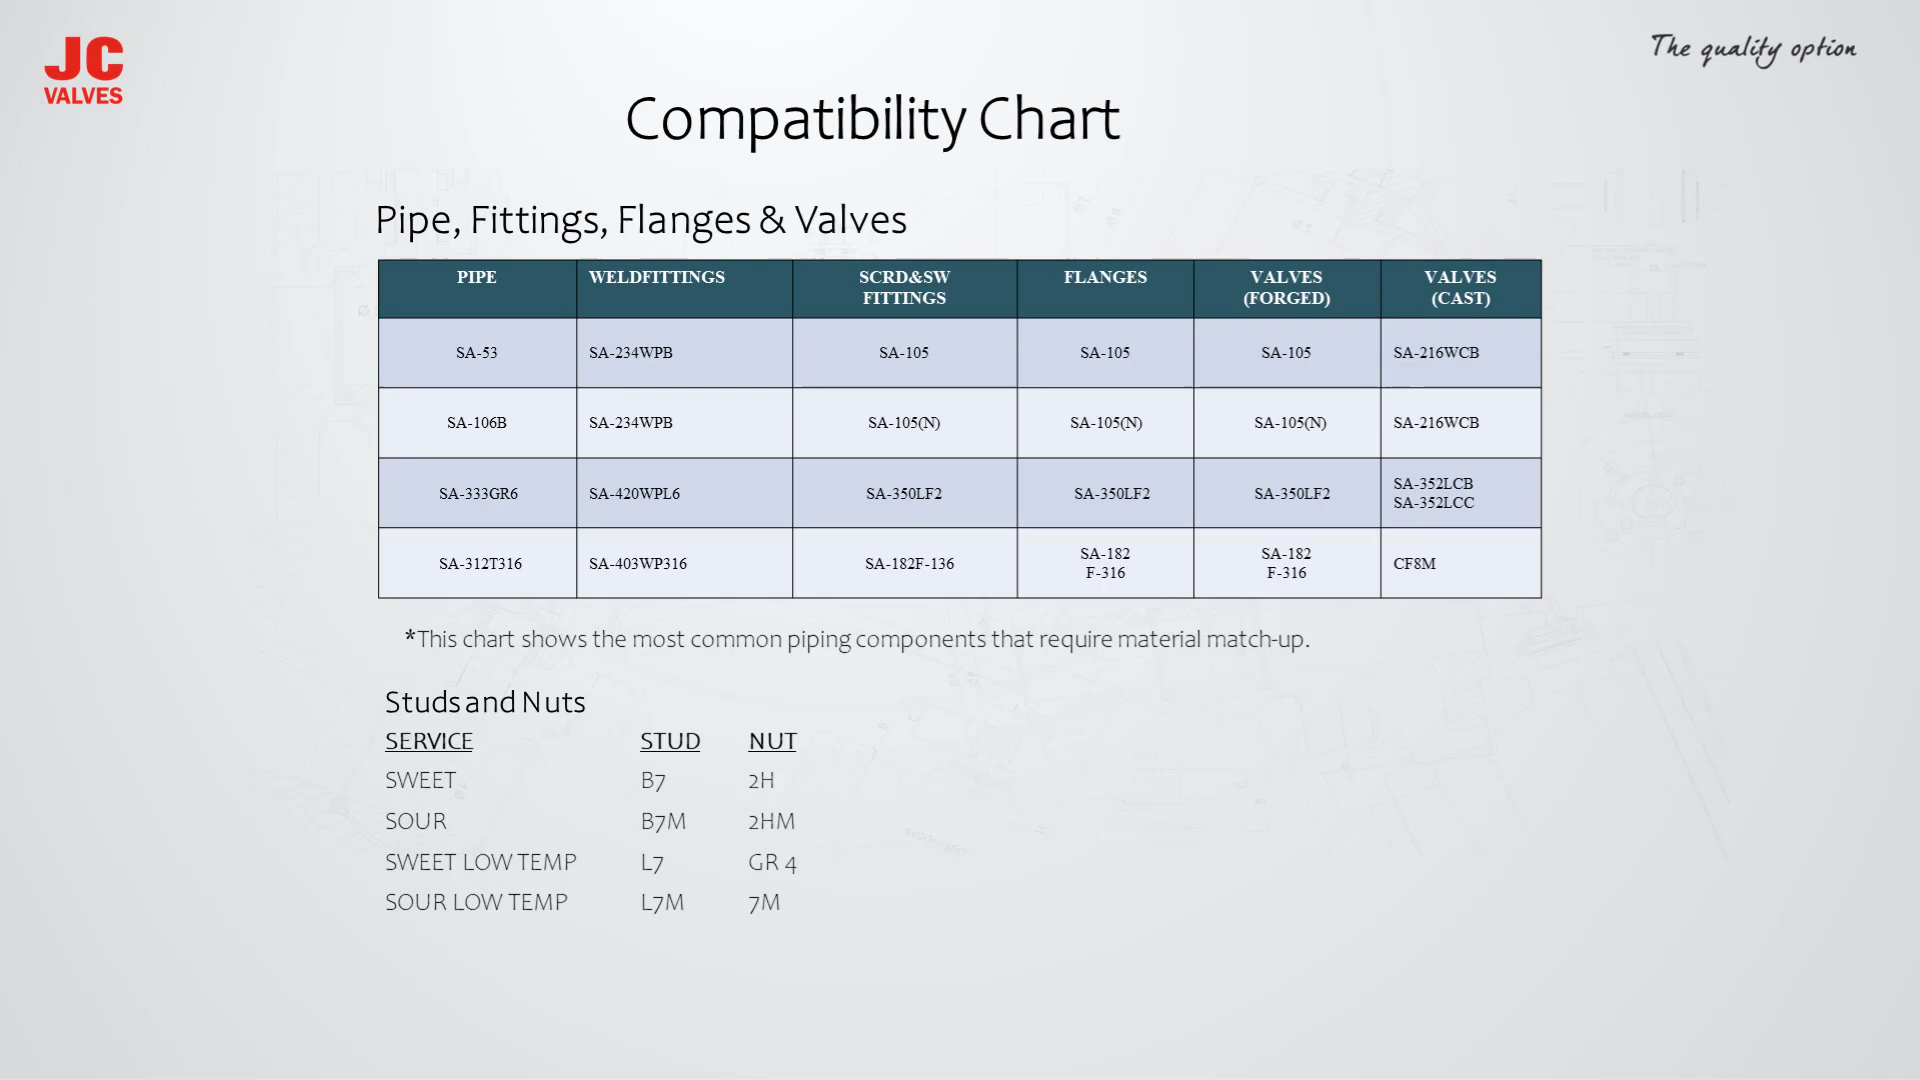 JC
VALVES
The quality option
Compatibility Chart
Pipe, Fittings, Flanges & Valves
PIPE WELDFITTINGS SCRD&SW FITTINGS FLANGES VALVES (FORGED) VALVES (CAST)
SA-53 SA-234WPB SA-105 SA-105 SA-105 SA-216WCB
SA-106B SA-234WPB SA-105(N) SA-105(N) SA-105(N) SA-216WCB
SA-333GR6 SA-420WPL6 SA-350LF2 SA-350LF2 SA-350LF2 SA-352LCB SA-352LCC
SA-312T316 SA-403WP316 SA-182F-136 SA-182 F-316 SA-182 F-316 CF8M
*This chart shows the most common piping components that require material match-up.
Studs and Nuts
SERVICE STUD NUT
SWEET B7 2H
SOUR B7M 2HM
SWEET LOW TEMP L7 GR 4
SOUR LOW TEMP L7M 7M